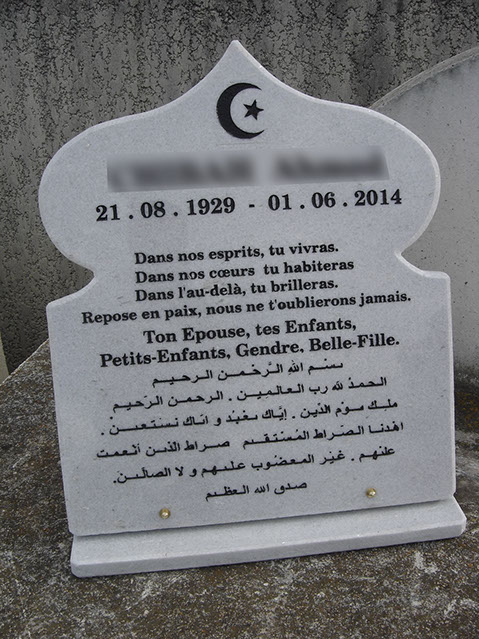 21.08.1929 - 01.06.2014
Dans nos esprits, tu vivras.
Dans nos cœurs tu habiteras
Dans l'au-delà, tu brilleras.
Repose en paix, nous ne t'oublierons jamais.
Ton Epouse, tes Enfants,
Petits-Enfants, Gendre, Belle-Fille.
بسم الله الرحمن الرحيم
الحمد لله رب العالمين . الرحمن الرحيم
ملك يوم الدين . إياك نعبد و اياك نستعين .
اهدنا الصراط المستقيم صراط الذين أنعمت
عليهم . غير المغضوب عليهم و لا الضالين .
صدق الله العظيم